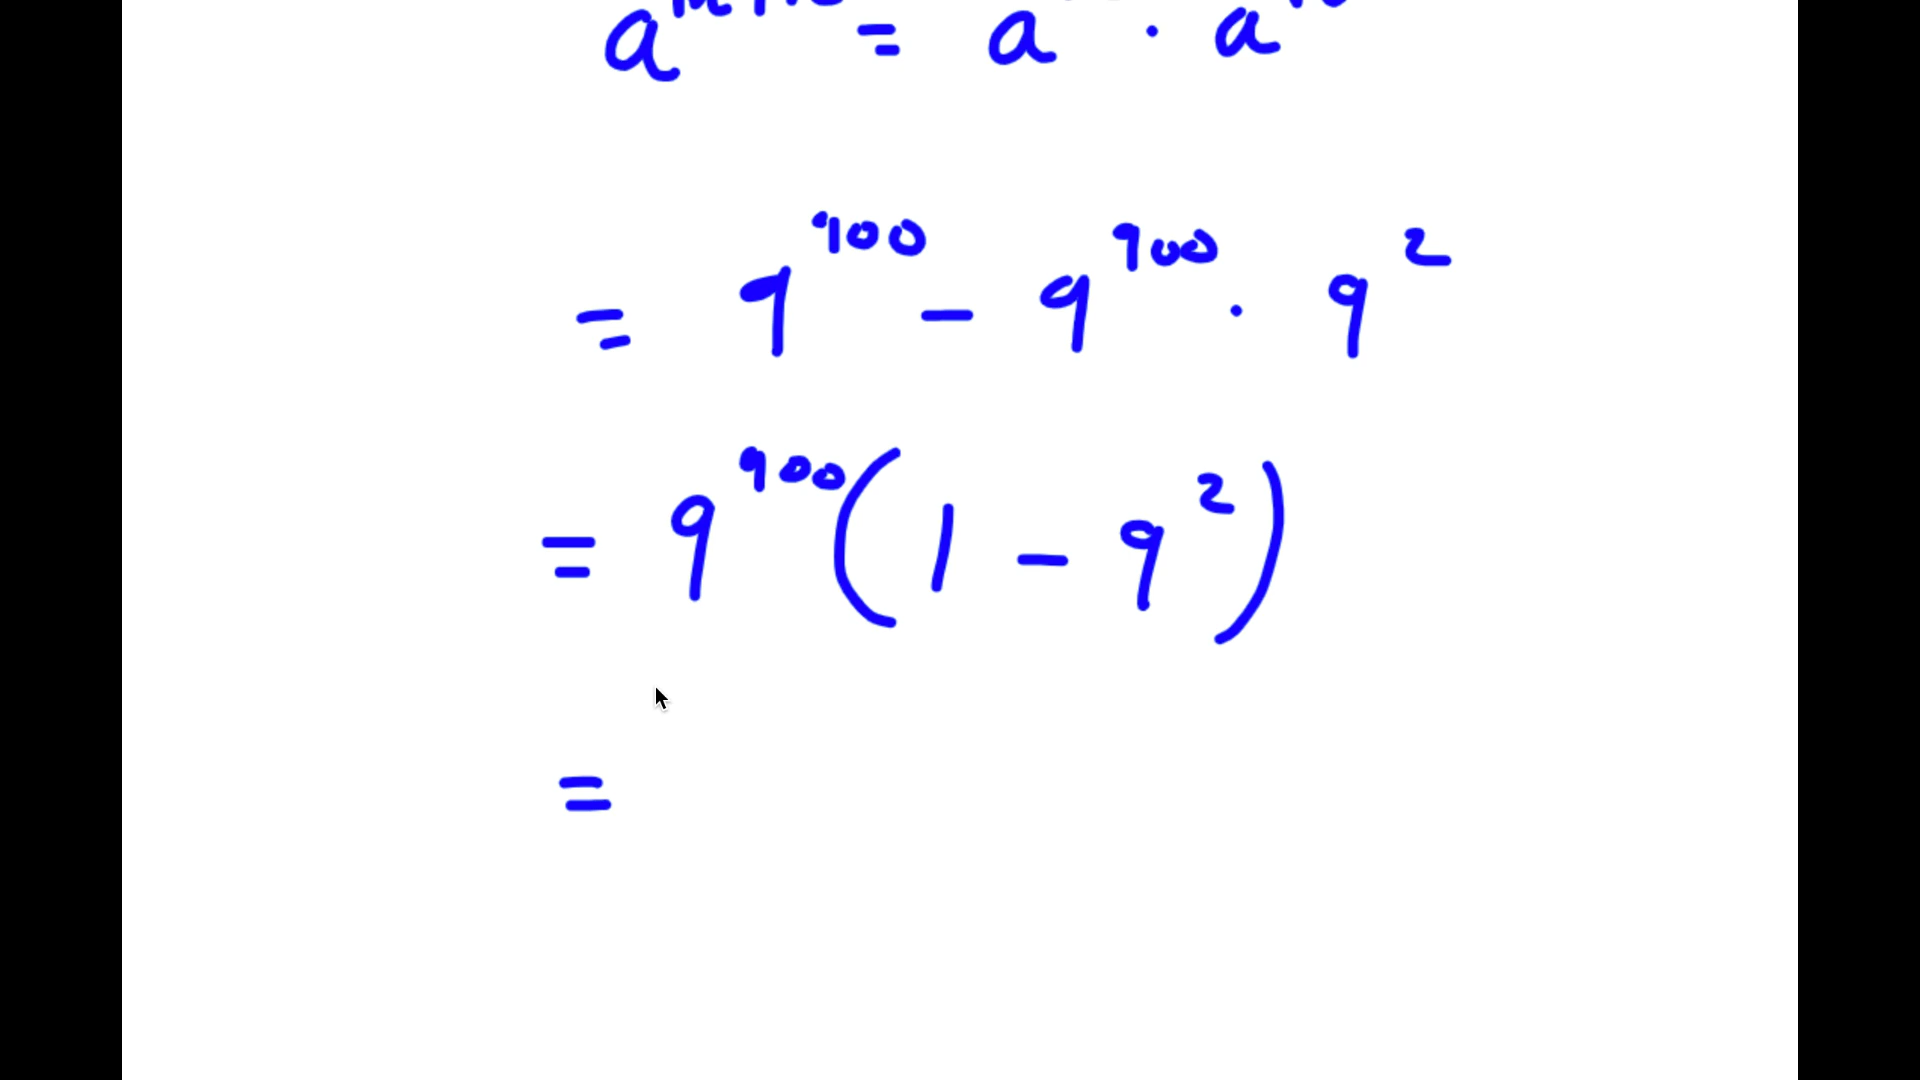 a^{m+n} = a · a^{n}
= 9^{900} − 9^{900} · 9^{2}
= 9^{900} (1 − 9^{2})
=